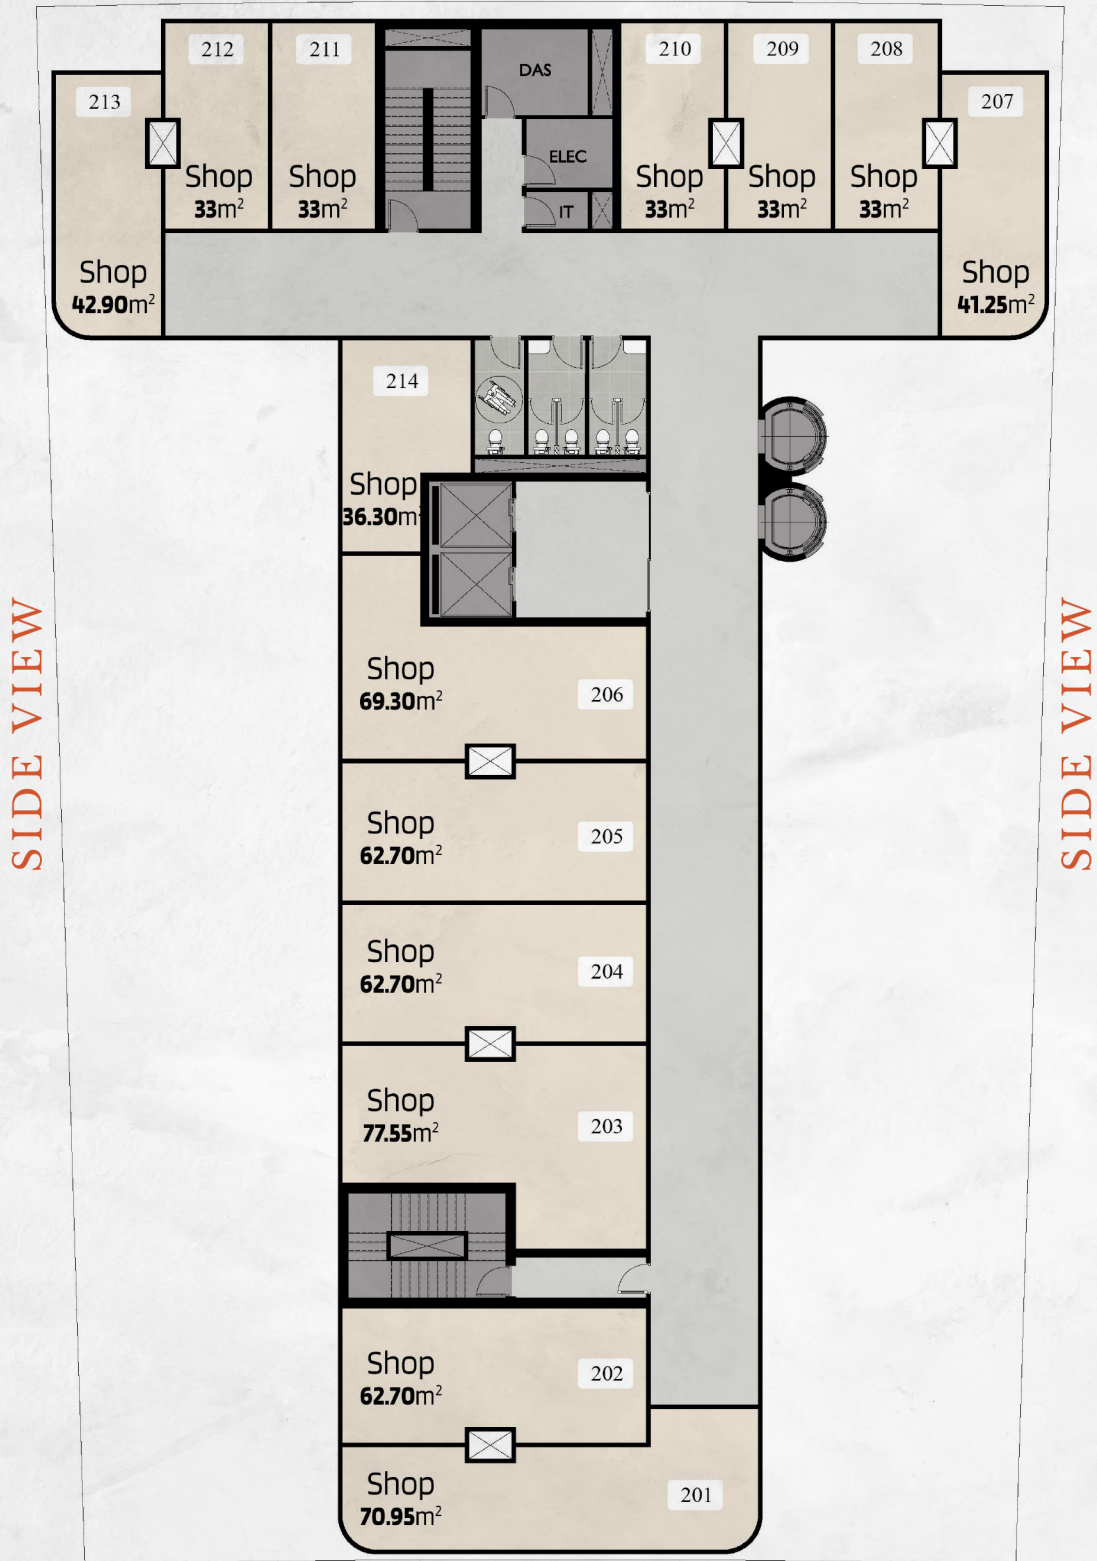 212
211
DAS
210
209
208
213
207
ELEC
Shop
33m²
Shop
33m²
Shop
33m²
Shop
33m²
Shop
33m²
IT
Shop
42.90m²
Shop
41.25m²
214
Shop
36.30m²
SIDE VIEW
SIDE VIEW
Shop
69.30m²
206
Shop
62.70m²
205
Shop
62.70m²
204
Shop
77.55m²
203
Shop
62.70m²
202
Shop
70.95m²
201